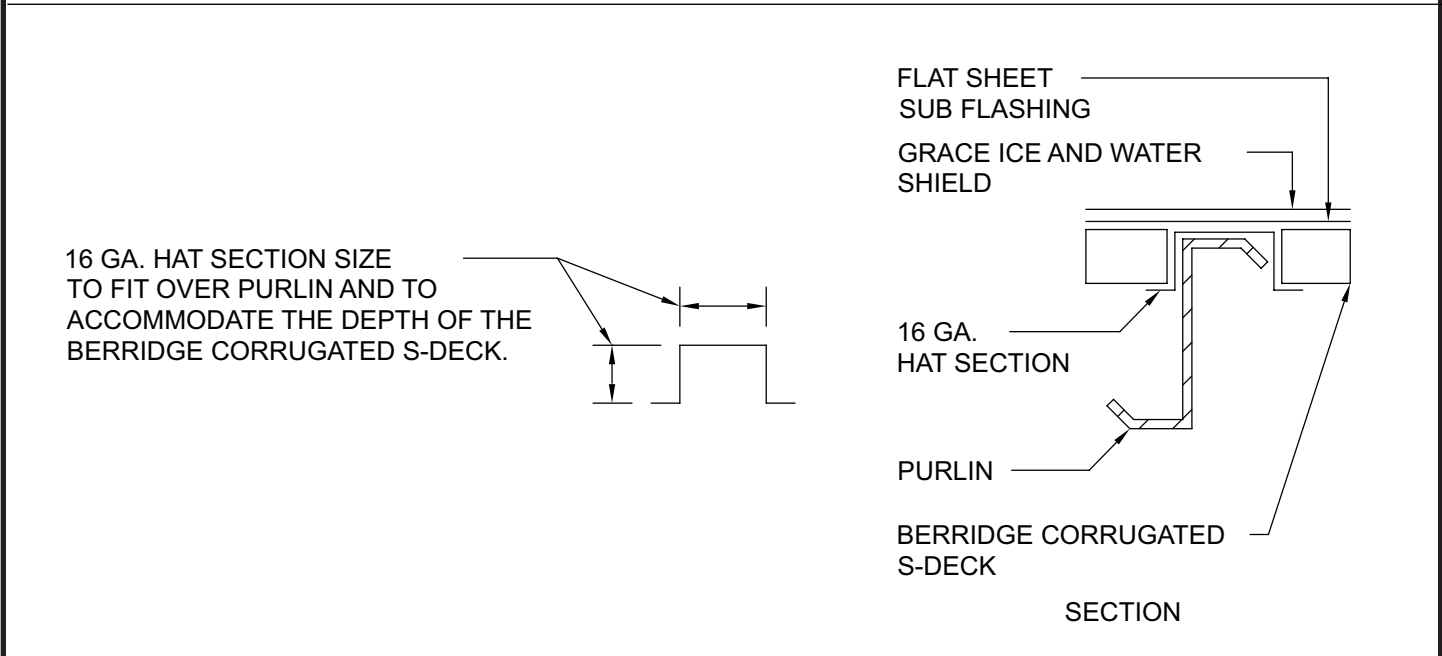 16 GA. HAT SECTION SIZE
TO FIT OVER PURLIN AND TO
ACCOMMODATE THE DEPTH OF THE
BERRIDGE CORRUGATED S-DECK.
FLAT SHEET
SUB FLASHING
GRACE ICE AND WATER
SHIELD
16 GA.
HAT SECTION
PURLIN
BERRIDGE CORRUGATED
S-DECK
SECTION